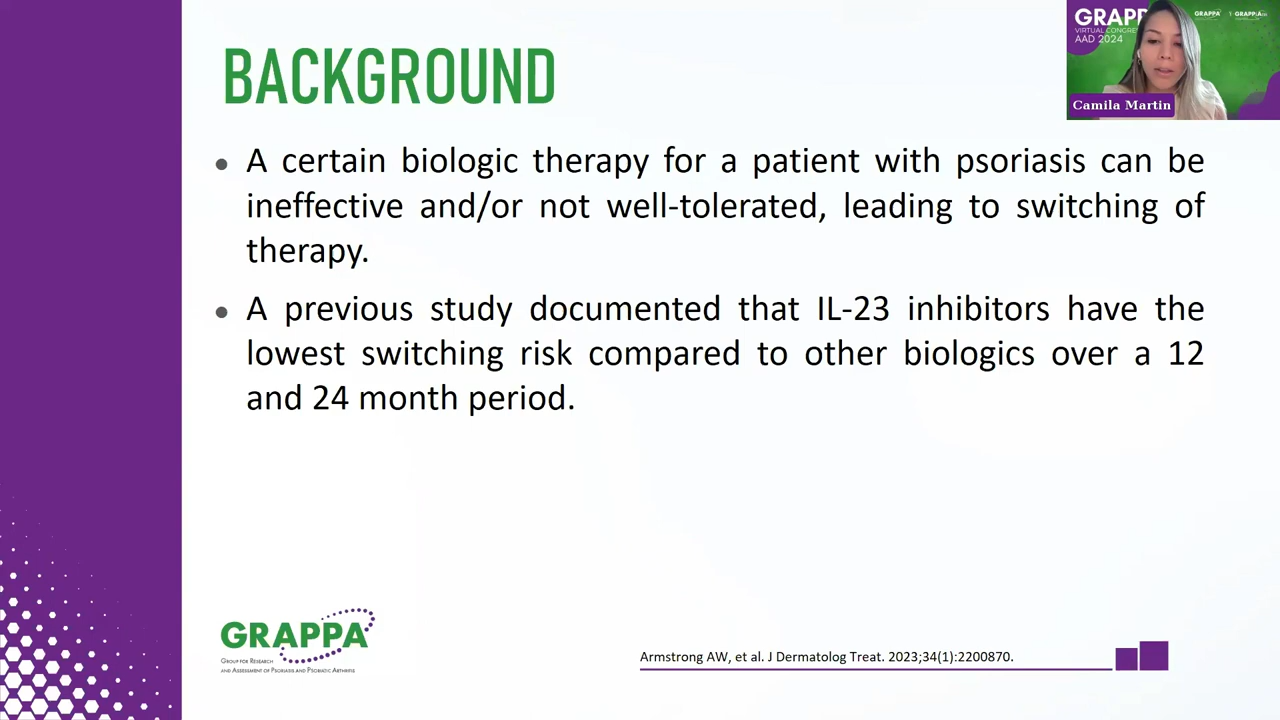 BACKGROUND
A certain biologic therapy for a patient with psoriasis can be
ineffective and/or not well-tolerated, leading to switching of
therapy.
A previous study documented that IL-23 inhibitors have the
lowest switching risk compared to other biologics over a 12
and 24 month period.
GRAPPA
GROUP FOR RESEARCH
AND ASSESSMENT OF PSORIASIS AND PSORIATIC ARTHRITIS
Armstrong AW, et al. J Dermatolog Treat. 2023;34(1):2200870.
VIRTUAL
AAD 2024
GRAPPA
Camila Martin